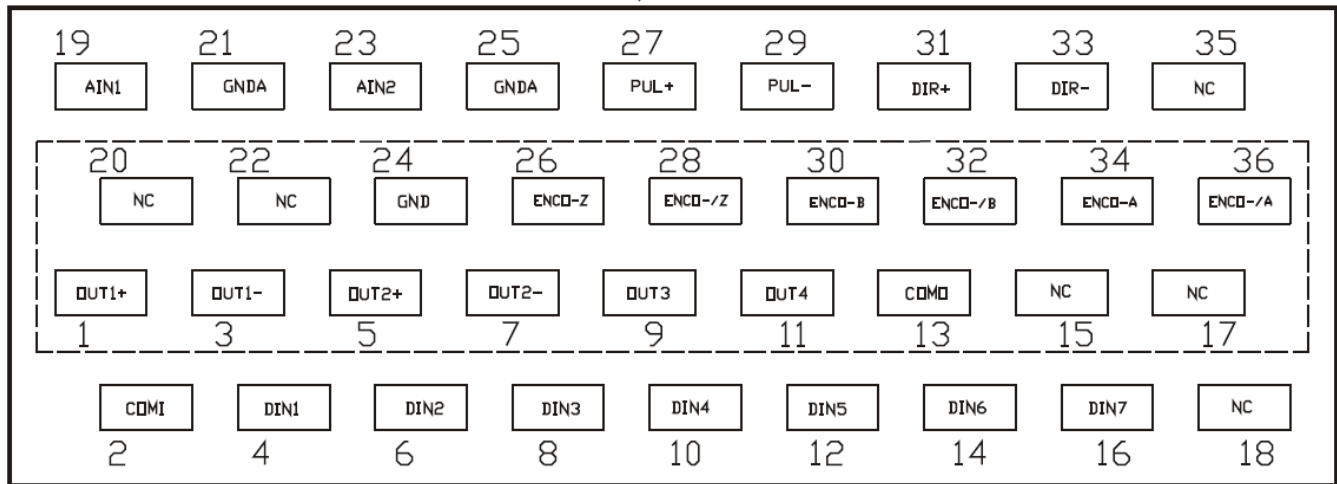 19 21 23 25 27 29 31 33 35
AIN1 GNDA AIN2 GNDA PUL+ PUL- DIR+ DIR- NC
20 22 24 26 28 30 32 34 36
NC NC GND ENCO-Z ENCO-/Z ENCO-B ENCO-/B ENCO-A ENCO-/A
OUT1+ OUT1- OUT2+ OUT2- OUT3 OUT4 COMO NC NC
1 3 5 7 9 11 13 15 17
COMI DIN1 DIN2 DIN3 DIN4 DIN5 DIN6 DIN7 NC
2 4 6 8 10 12 14 16 18